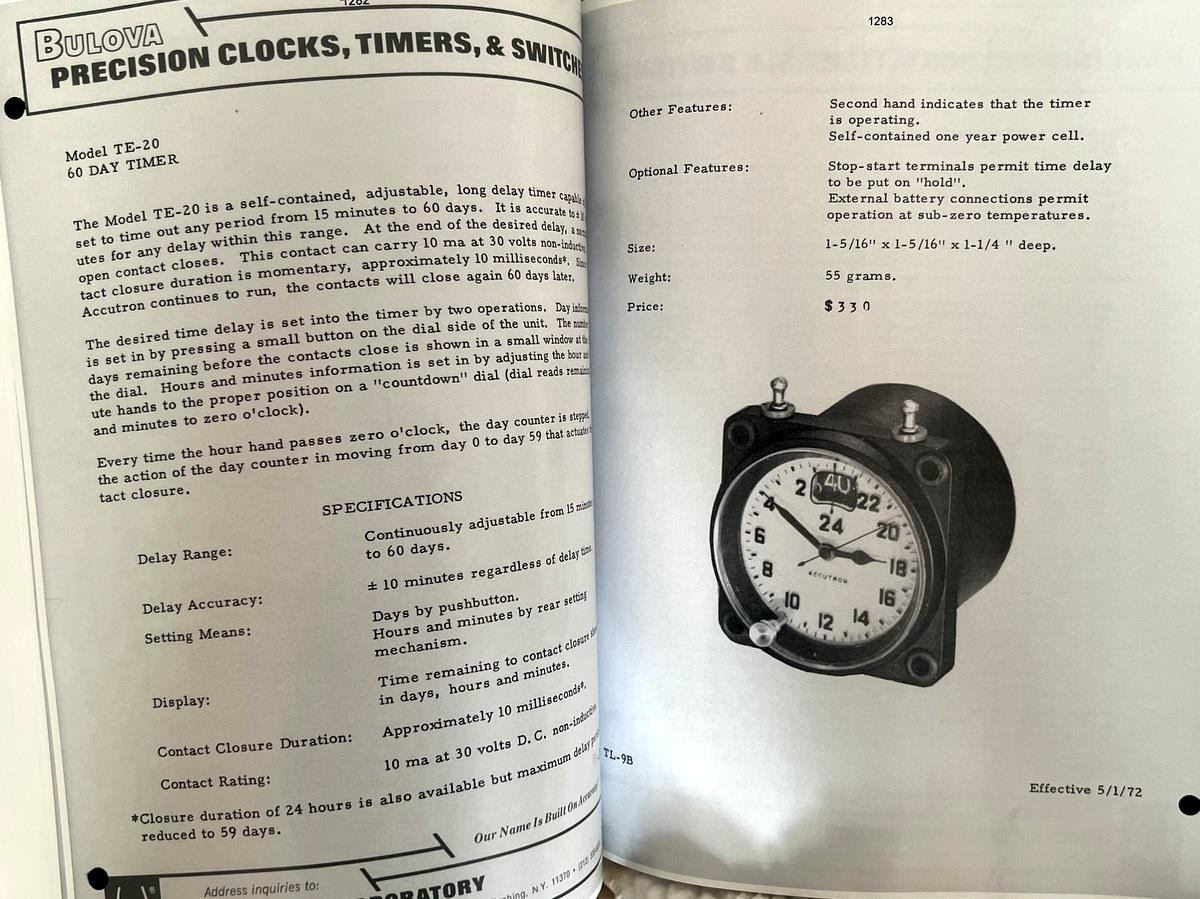 1282
BULOVA
PRECISION CLOCKS, TIMERS, &
Model TE-20
60 DAY TIMER
The Model TE-20 is a self-contained, adjustable, long delay timer
set to time out any period from 15 minutes to 60 days. It is accurate to ±
utes for any delay within this range. At the end of the desired delay, a
open contact closes. This contact can carry 10 ma at 30 volts
tact closure duration is momentary, approximately 10 milliseconds*.
Accutron continues to run, the contacts will close again 60 days later.
The desired time delay is set into the timer by two operations. Day
is set in by pressing a small button on the dial side of the unit. The
days remaining before the contacts close is shown in a small window at
the dial. Hours and minutes information is set in by adjusting the hour
ute hands to the proper position on a "countdown" dial (dial reads
and minutes to zero o'clock).
Every time the hour hand passes zero o'clock, the day counter is
the action of the day counter in moving from day 0 to day 59 that
tact closure.
SPECIFICATIONS
Delay Range:
Continuously adjustable from 15
to 60 days.
Delay Accuracy:
± 10 minutes regardless of delay time.
Setting Means:
Days by pushbutton.
Hours and minutes by rear setting
mechanism.
Display:
Time remaining to contact closure
in days, hours and minutes.
Contact Closure Duration:
Approximately 10 milliseconds*.
Contact Rating:
10 ma at 30 volts D.C.
*Closure duration of 24 hours is also available but maximum delay
reduced to 59 days.
Our Name Is Built On
Address inquiries to:
N.Y. 11370 • (212)
1283
Other Features:
Second hand indicates that the timer
is operating.
Self-contained one year power cell.
Optional Features:
Stop-start terminals permit time delay
to be put on "hold".
External battery connections permit
operation at sub-zero temperatures.
Size:
1-5/16" x 1-5/16" x 1-1/4 " deep.
Weight:
55 grams.
Price:
$330
40
2
22
4
24
20
6
18
8
ACCUTRON
16
10
14
12
TL-9B
Effective 5/1/72